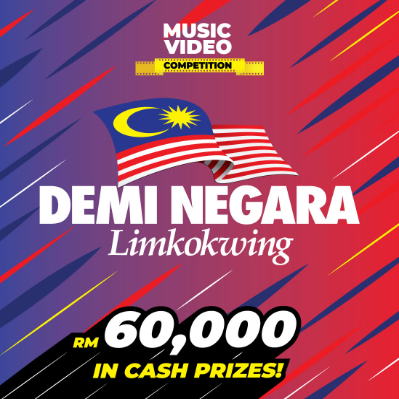 MUSIC
VIDEO
COMPETITION
DEMI NEGARA
Limkokwing
RM 60,000
IN CASH PRIZES!